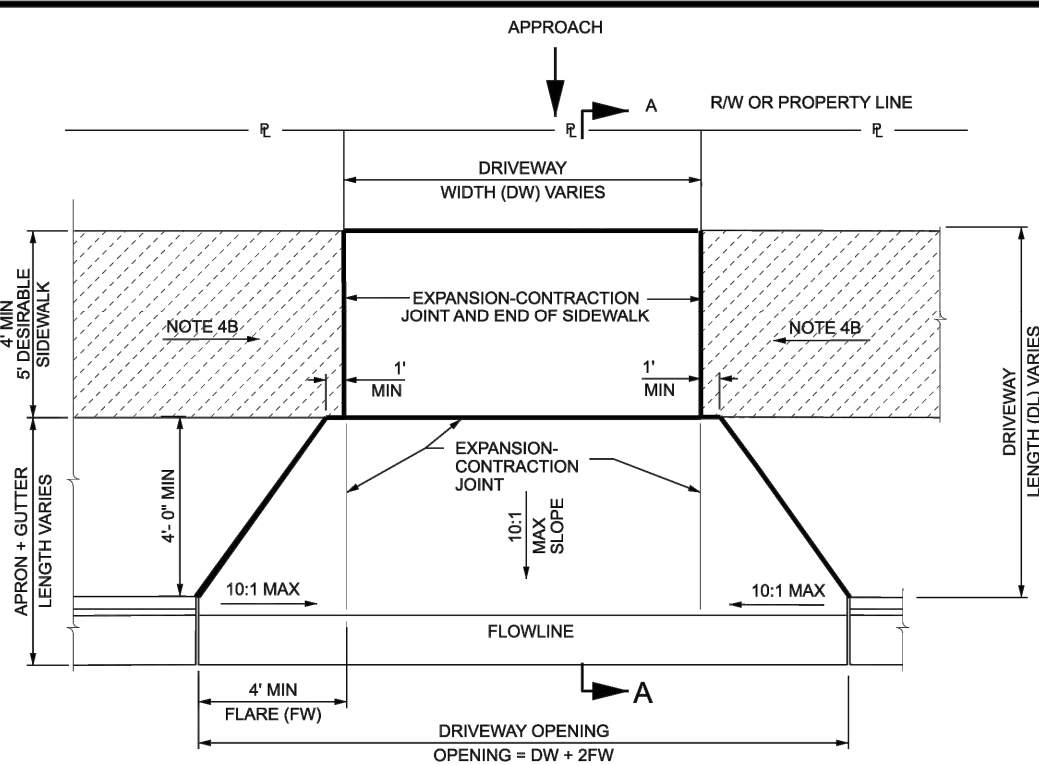 APPROACH
A
R/W OR PROPERTY LINE
PL
PL
PL
DRIVEWAY
WIDTH (DW) VARIES
4' MIN
5' DESIRABLE
SIDEWALK
EXPANSION-CONTRACTION
JOINT AND END OF SIDEWALK
NOTE 4B
NOTE 4B
1'
MIN
1'
MIN
DRIVEWAY
LENGTH (DL) VARIES
EXPANSION-
CONTRACTION
JOINT
APRON + GUTTER
LENGTH VARIES
4'- 0" MIN
10:1
MAX
SLOPE
10:1 MAX
10:1 MAX
FLOWLINE
4' MIN
FLARE (FW)
A
DRIVEWAY OPENING
OPENING = DW + 2FW